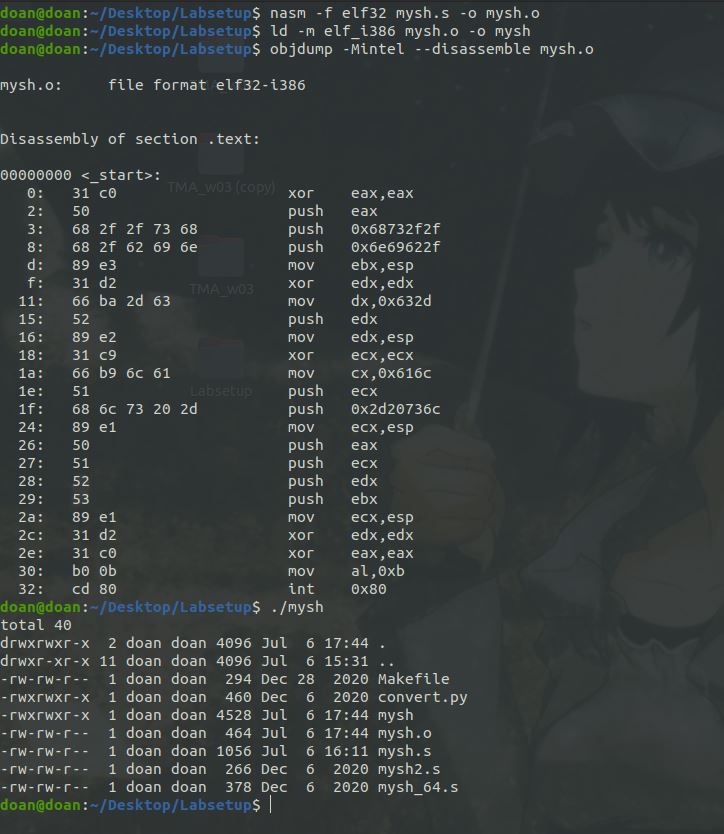 doan@doan:~/Desktop/Labsetup$ nasm -f elf32 mysh.s -o mysh.o
doan@doan:~/Desktop/Labsetup$ ld -m elf_i386 mysh.o -o mysh
doan@doan:~/Desktop/Labsetup$ objdump -Mintel --disassemble mysh.o
mysh.o:     file format elf32-i386
Disassembly of section .text:
00000000 <_start>:
TMA_w03 (copy)
   0:   31 c0                   xor    eax,eax
   2:   50                      push   eax
   3:   68 2f 2f 73 68          push   0x68732f2f
   8:   68 2f 62 69 6e          push   0x6e69622f
   d:   89 e3                   mov    ebx,esp
   f:   31 d2                   xor    edx,edx
TMA_w03
  11:   66 ba 2d 63             mov    dx,0x632d
  15:   52                      push   edx
  16:   89 e2                   mov    edx,esp
  18:   31 c9                   xor    ecx,ecx
  1a:   66 b9 6c 61             mov    cx,0x616c
  1e:   51                      push   ecx
Labsetup
  1f:   68 6c 73 20 2d          push   0x2d20736c
  24:   89 e1                   mov    ecx,esp
  26:   50                      push   eax
  27:   51                      push   ecx
  28:   52                      push   edx
  29:   53                      push   ebx
  2a:   89 e1                   mov    ecx,esp
  2c:   31 d2                   xor    edx,edx
  2e:   31 c0                   xor    eax,eax
  30:   b0 0b                   mov    al,0xb
  32:   cd 80                   int    0x80
doan@doan:~/Desktop/Labsetup$ ./mysh
total 40
drwxrwxr-x  2 doan doan 4096 Jul  6 17:44 .
drwxr-xr-x 11 doan doan 4096 Jul  6 15:31 ..
-rw-rw-r--  1 doan doan  294 Dec 28  2020 Makefile
-rwxrwxr-x  1 doan doan  460 Dec  6  2020 convert.py
-rwxrwxr-x  1 doan doan 4528 Jul  6 17:44 mysh
-rw-rw-r--  1 doan doan  464 Jul  6 17:44 mysh.o
-rw-rw-r--  1 doan doan 1056 Jul  6 16:11 mysh.s
-rw-rw-r--  1 doan doan  266 Dec  6  2020 mysh2.s
-rw-rw-r--  1 doan doan  378 Dec  6  2020 mysh_64.s
doan@doan:~/Desktop/Labsetup$